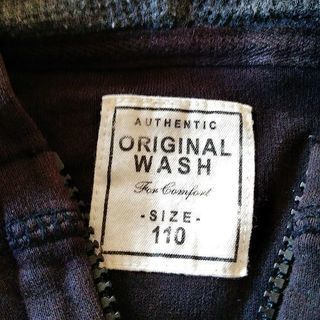 AUTHENTIC
ORIGINAL
WASH
For Comfort
-SIZE-
110